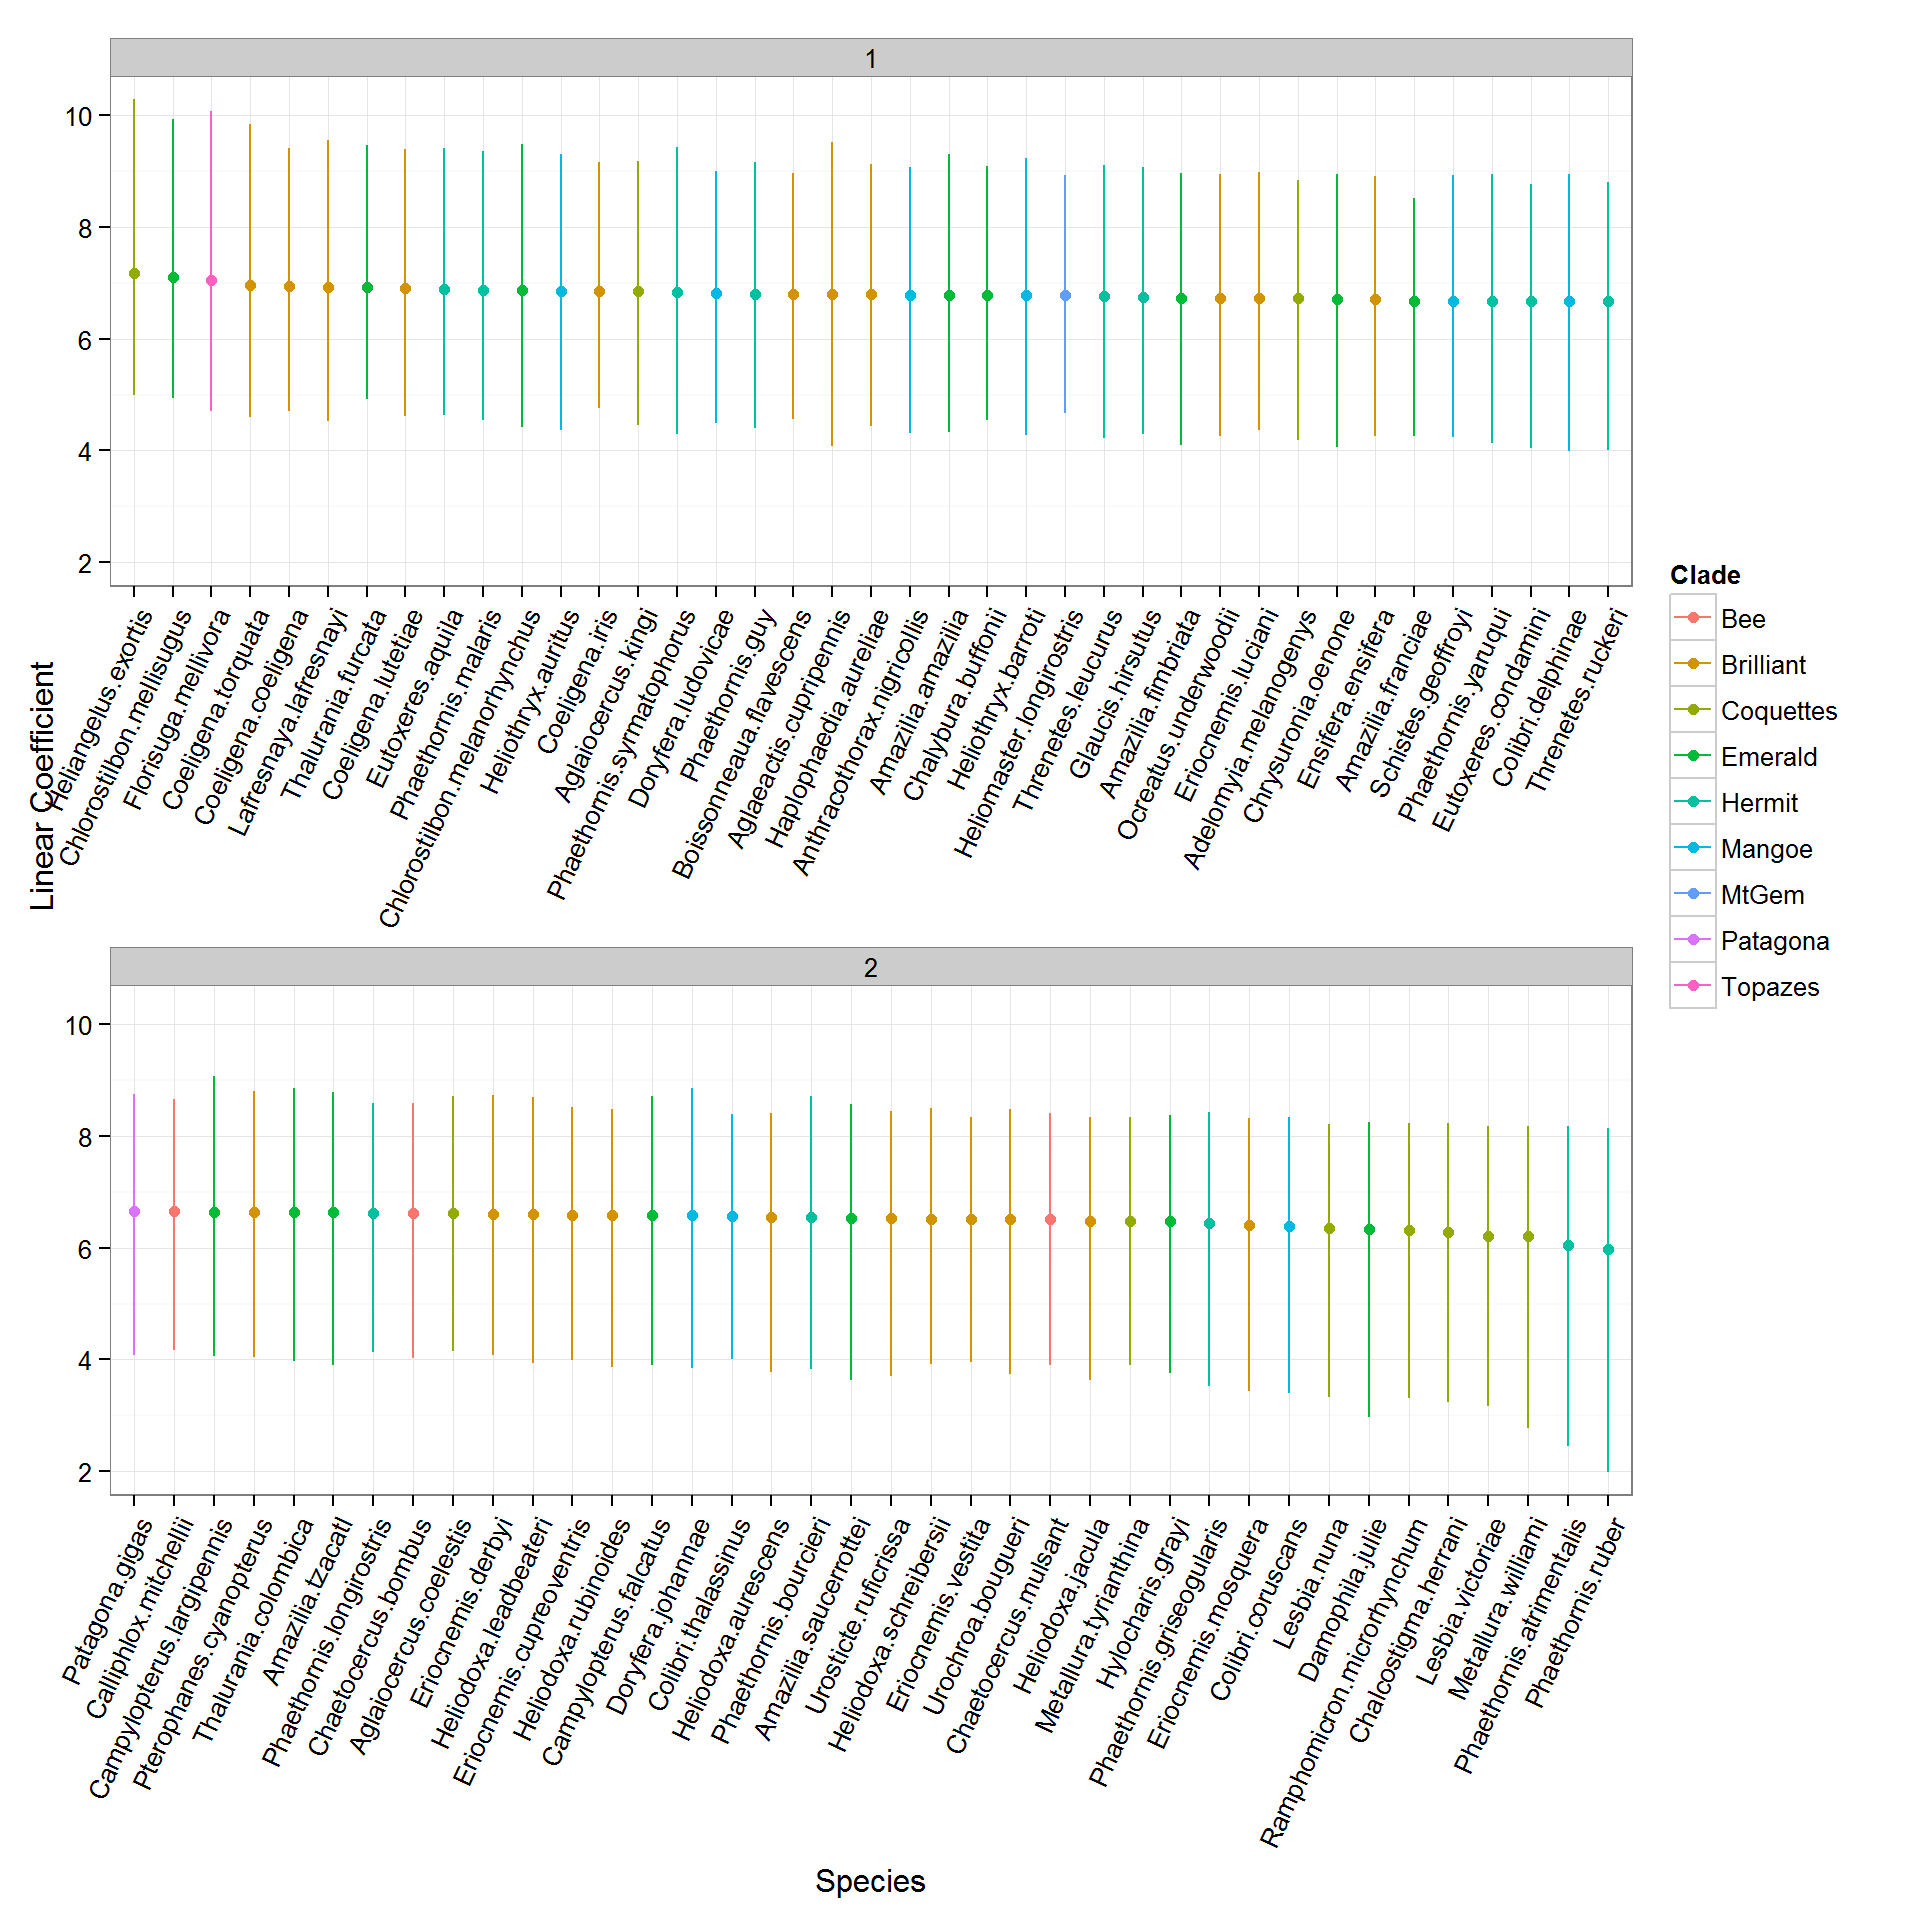 1
10
8
6
4
2
Heliangelus.exortis
Chlorostilbon.mellisugus
Florisuga.mellivora
Coeligena.torquata
Coeligena.coeligena
Lafresnaya.lafresnayi
Thalurania.furcata
Coeligena.lutetiae
Eutoxeres.aquila
Phaethornis.malaris
Chlorostilbon.melanorhynchus
Heliothryx.auritus
Coeligena.iris
Aglaiocercus.kingi
Phaethornis.syrmatophorus
Doryfera.ludovicae
Phaethornis.guy
Boissonneaua.flavescens
Aglaeactis.cupripennis
Haplophaedia.aureliae
Anthracothorax.nigricollis
Amazilia.amazilia
Chalybura.buffonii
Heliothryx.barroti
Heliomaster.longirostris
Threnetes.leucurus
Glaucis.hirsutus
Amazilia.fimbriata
Ocreatus.underwoodii
Eriocnemis.luciani
Adelomyia.melanogenys
Chrysuronia.oenone
Ensifera.ensifera
Amazilia.franciae
Schistes.geoffroyi
Phaethornis.yaruqui
Eutoxeres.condamini
Colibri.delphinae
Threnetes.ruckeri
Linear Coefficient
Clade
Bee
Brilliant
Coquettes
Emerald
Hermit
Mangoe
MtGem
Patagona
Topazes
2
10
8
6
4
2
Patagona.gigas
Calliphlox.mitchellii
Campylopterus.largipennis
Pterophanes.cyanopterus
Thalurania.colombica
Amazilia.tzacatl
Phaethornis.longirostris
Chaetocercus.bombus
Aglaiocercus.coelestis
Eriocnemis.derbyi
Heliodoxa.leadbeateri
Eriocnemis.cupreoventris
Heliodoxa.rubinoides
Campylopterus.falcatus
Doryfera.johannae
Colibri.thalassinus
Heliodoxa.aurescens
Phaethornis.bourcieri
Amazilia.saucerrottei
Urosticte.ruficrissa
Heliodoxa.schreibersii
Eriocnemis.vestita
Urochroa.bougueri
Chaetocercus.mulsant
Heliodoxa.jacula
Metallura.tyrianthina
Hylocharis.grayi
Phaethornis.griseogularis
Eriocnemis.mosquera
Colibri.coruscans
Lesbia.nuna
Damophila.julie
Ramphomicron.microrhynchum
Chalcostigma.herrani
Lesbia.victoriae
Metallura.williami
Phaethornis.atrimentalis
Phaethornis.ruber
Species